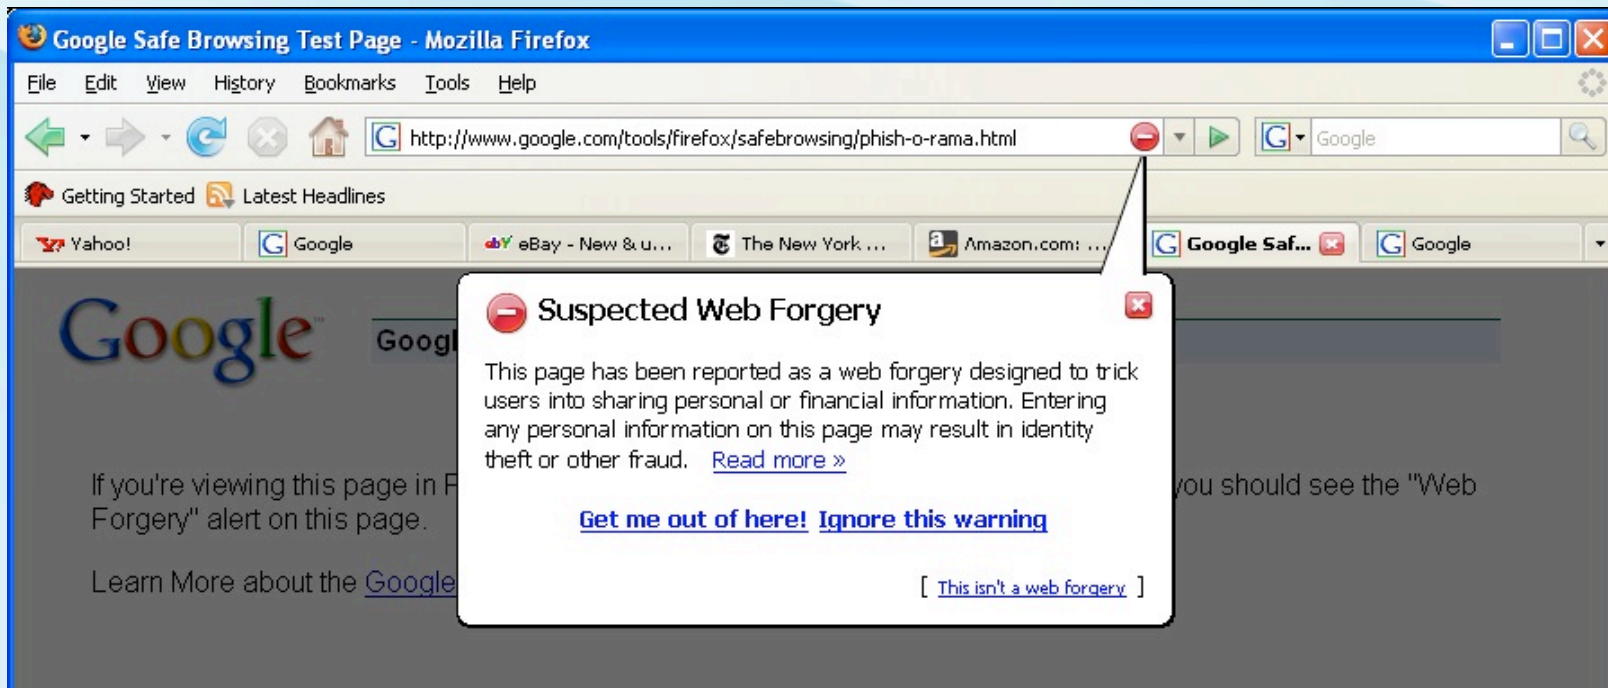 Google Safe Browsing Test Page - Mozilla Firefox
File Edit View History Bookmarks Tools Help
http://www.google.com/tools/firefox/safebrowsing/phish-o-rama.html
Google
Getting Started Latest Headlines
Yahoo! Google eBay - New & u... The New York ... Amazon.com: ... Google Saf... Google
Google™
Googl
Suspected Web Forgery
This page has been reported as a web forgery designed to trick
users into sharing personal or financial information. Entering
any personal information on this page may result in identity
theft or other fraud. Read more »
Get me out of here! Ignore this warning
[ This isn't a web forgery ]
If you're viewing this page in F
you should see the "Web
Forgery" alert on this page.
Learn More about the Google